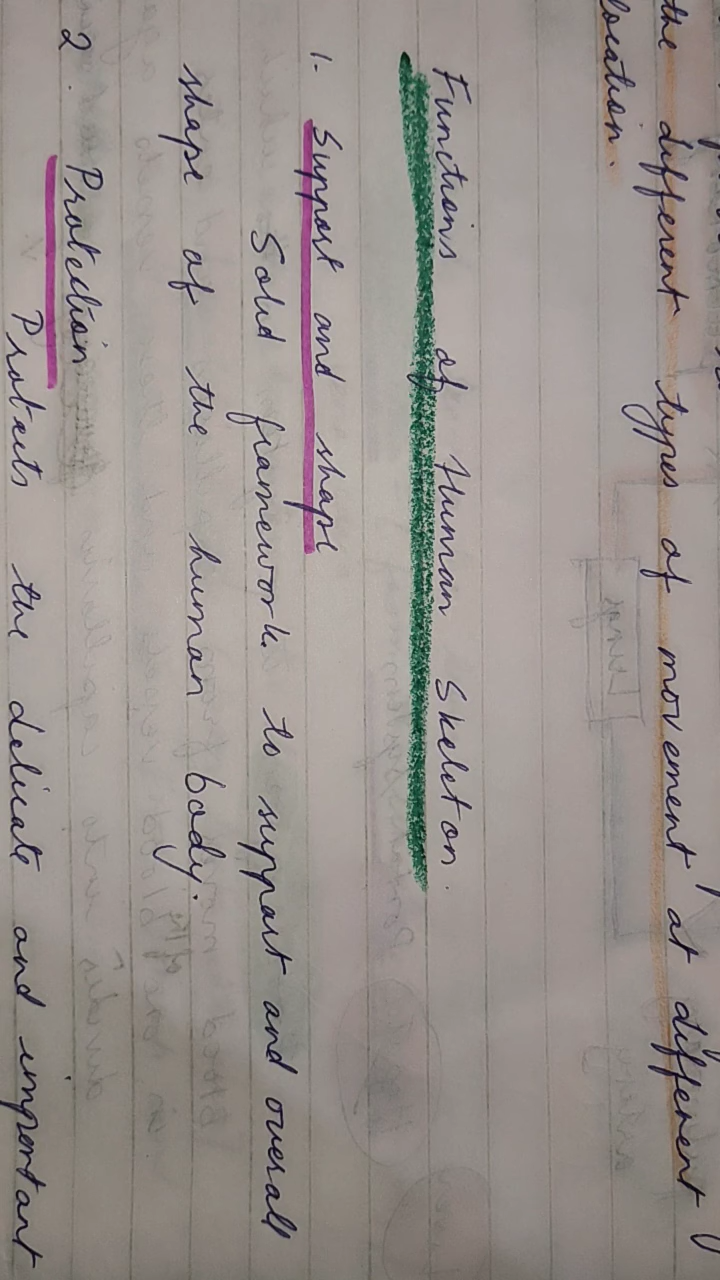 the different types of movement at different
location.
Functions of Human Skeleton.
1. Support and shape
Solid framework to support and overall
shape of the human body.
2. Protection
Protects the delicate and important